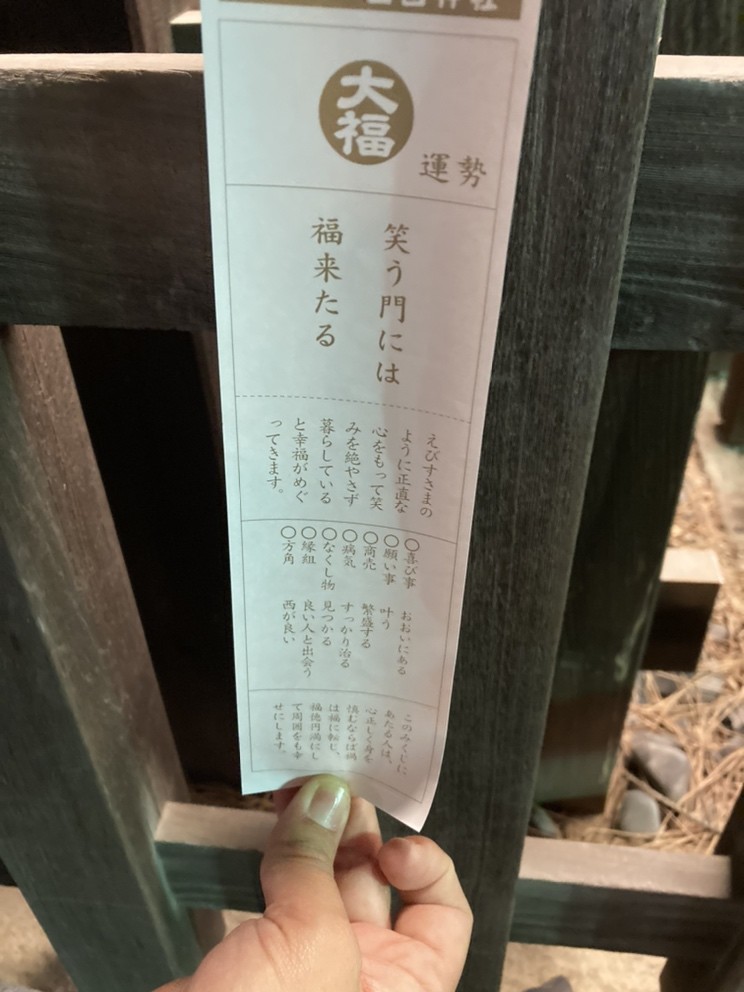 神社
大福
運勢
笑う門には
福来たる
えびすさまの
ように正直な
心をもって笑
みを絶やさず
暮らしている
と幸福がめぐ
ってきます。
○喜び事 おおいにある
○願い事 叶う
○商売 繁盛する
○病気 すっかり治る
○なくし物 見つかる
○縁組 良い人と出会う
○方角 西が良い
このみくじに、
あたる人は、
心正しく身を
慎むならば禍
は福に転じ、
福徳円満にし
て周囲をも幸
せにします。